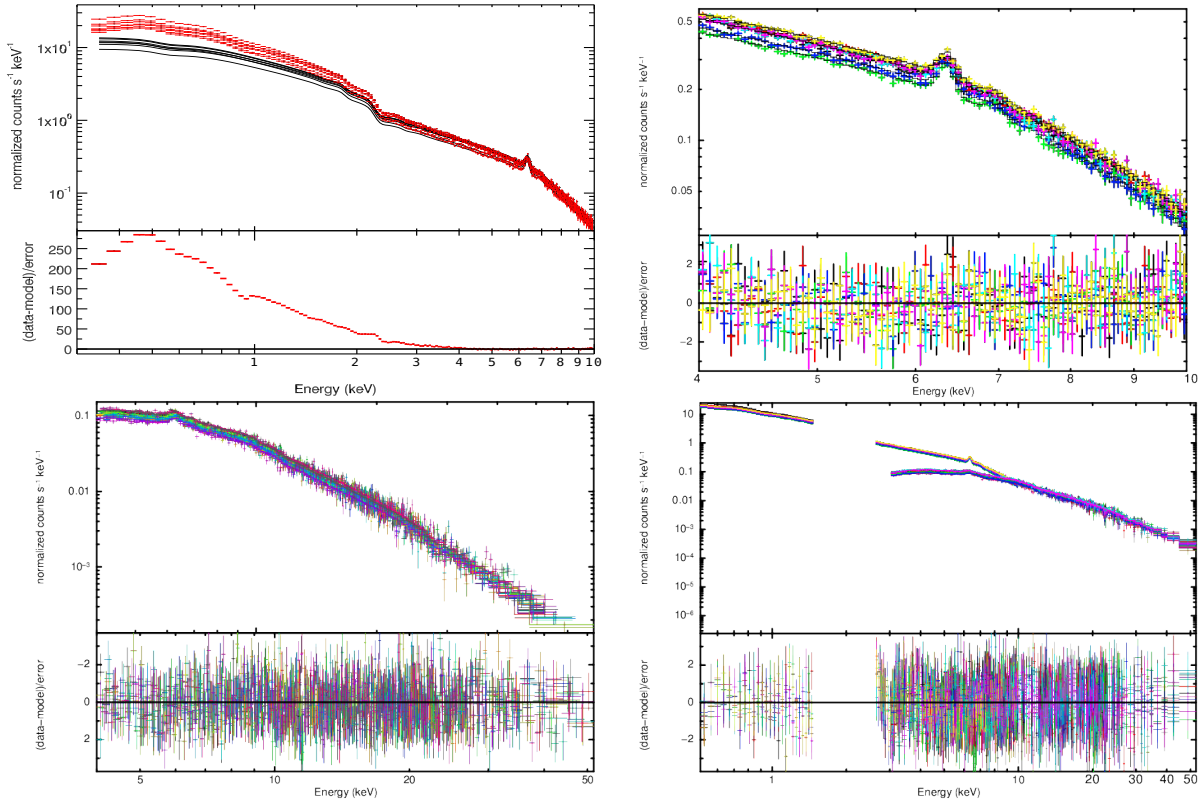 normalized counts s⁻¹ keV⁻¹
1×10¹
1×10⁰
10⁻¹
(data-model)/error
250
200
150
100
50
0
1 2 3 4 5 6 7 8 9 10
Energy (keV)
normalized counts s⁻¹ keV⁻¹
0.5
0.2
0.1
0.05
(data−model)/error
2
0
−2
4 5 6 7 8 9 10
Energy (keV)
normalized counts s⁻¹ keV⁻¹
0.1
0.01
10⁻³
(data−model)/error
−2
0
2
5 10 20 50
Energy (keV)
normalized counts s⁻¹ keV⁻¹
10
1
0.1
0.01
10⁻³
10⁻⁴
10⁻⁵
10⁻⁶
(data−model)/error
2
0
−2
1 10 20 30 40 50
Energy (keV)